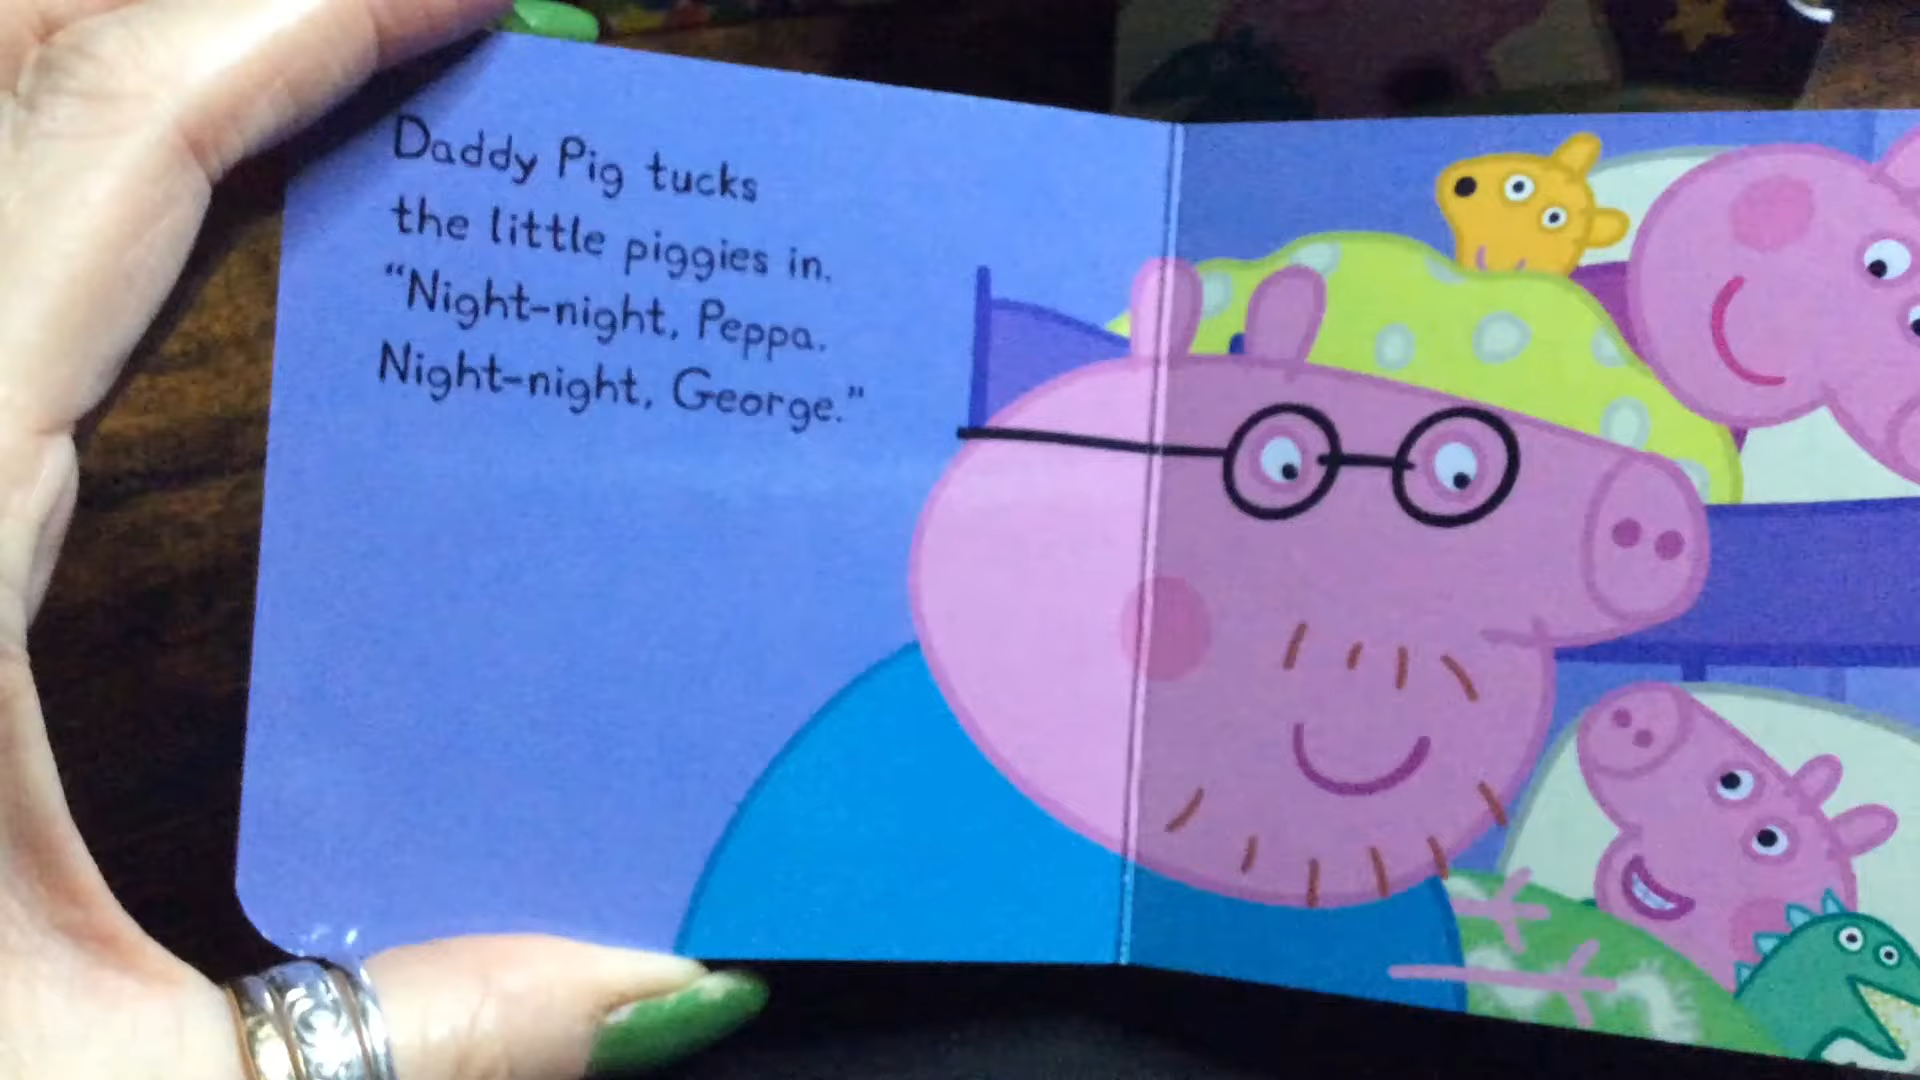 Daddy Pig tucks
the little piggies in.
“Night-night, Peppa.
Night-night, George.”